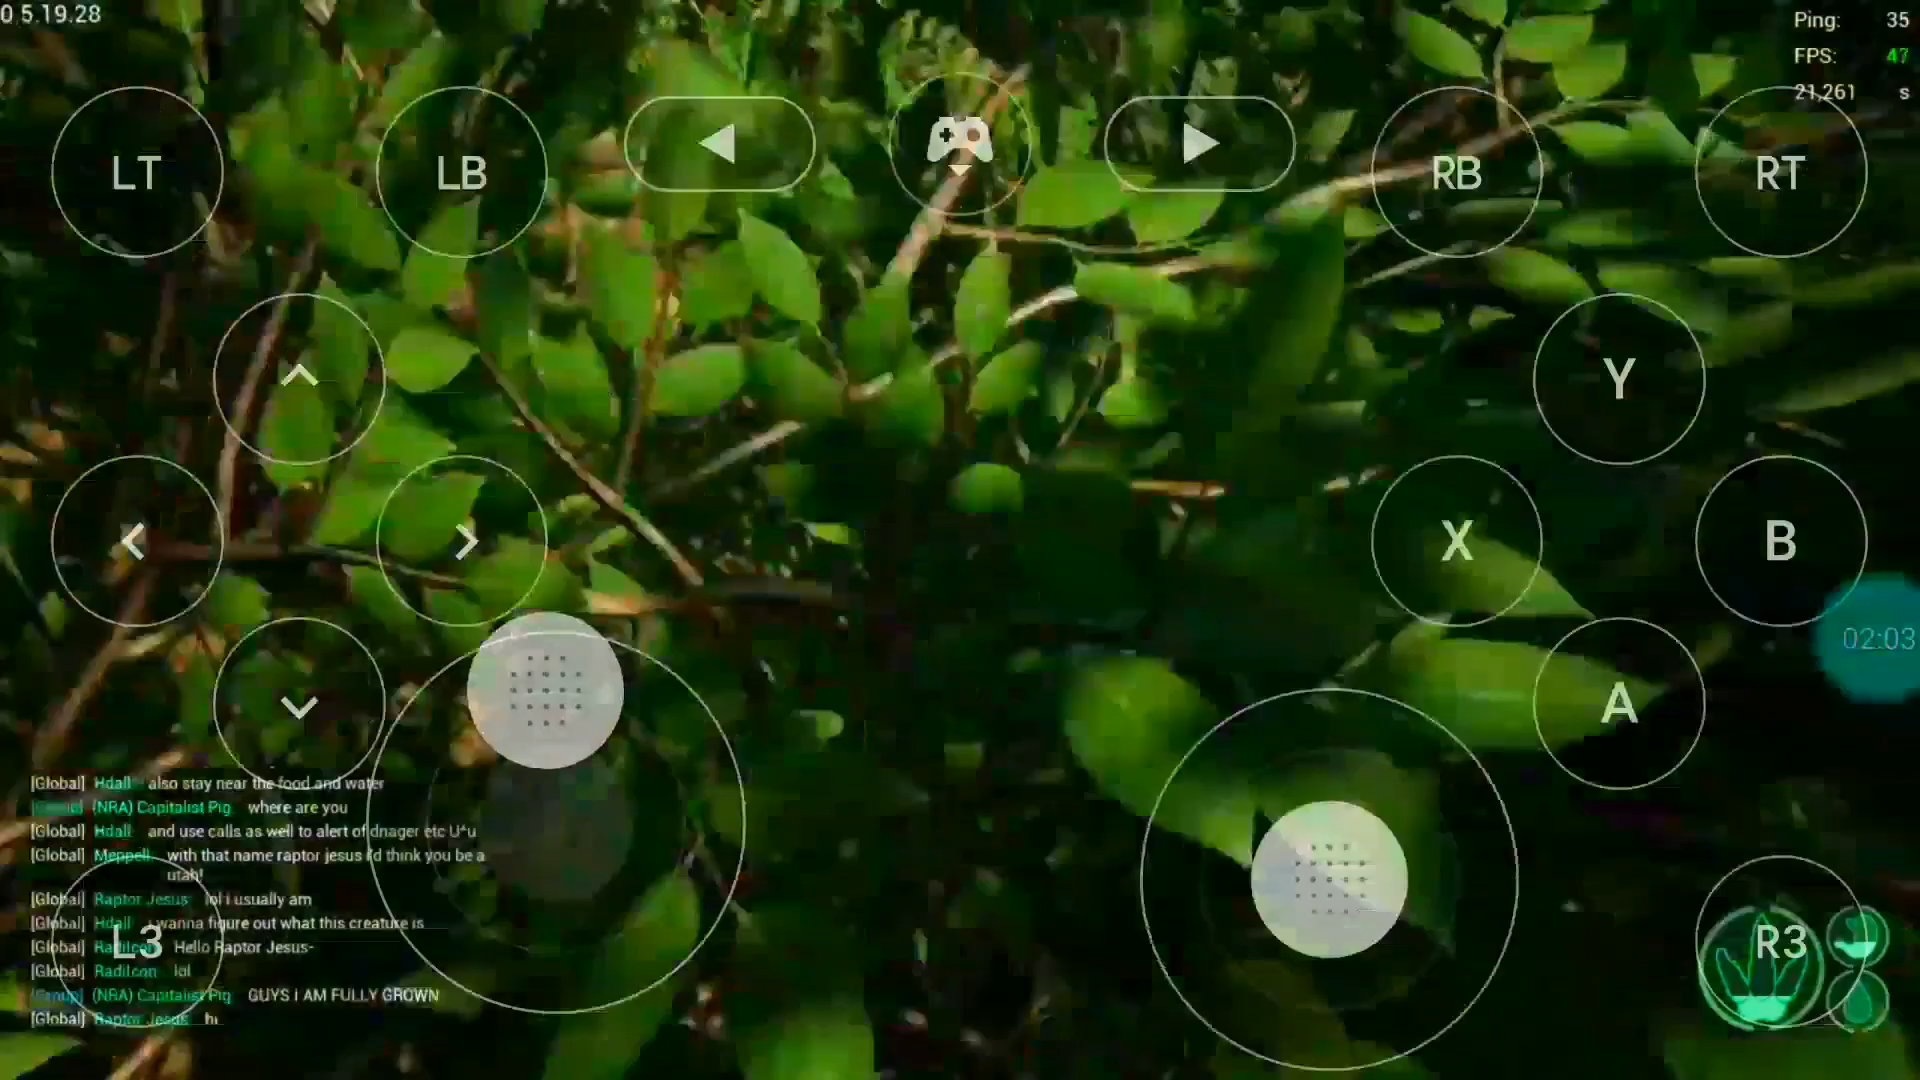 0.5.19.28
Ping: 35
FPS: 47
21,261 s
LT
LB
RB
RT
Y
X
B
A
02:03
[Global] Hdall also stay near the food and water
(NRA) Capitalist Pig where are you
[Global] Hdall and use calls as well to alert of dnager etc U^u
[Global] Meppell with that name raptor jesus i'd think you be a
utah!
[Global] Raptor Jesus lol i usually am
[Global] Hdall wanna figure out what this creature is
[Global] Radilcon Hello Raptor Jesus~
[Global] Radilcon lol
[Group] (NRA) Capitalist Pig GUYS I AM FULLY GROWN
[Global] Raptor Jesus hi
L3
R3